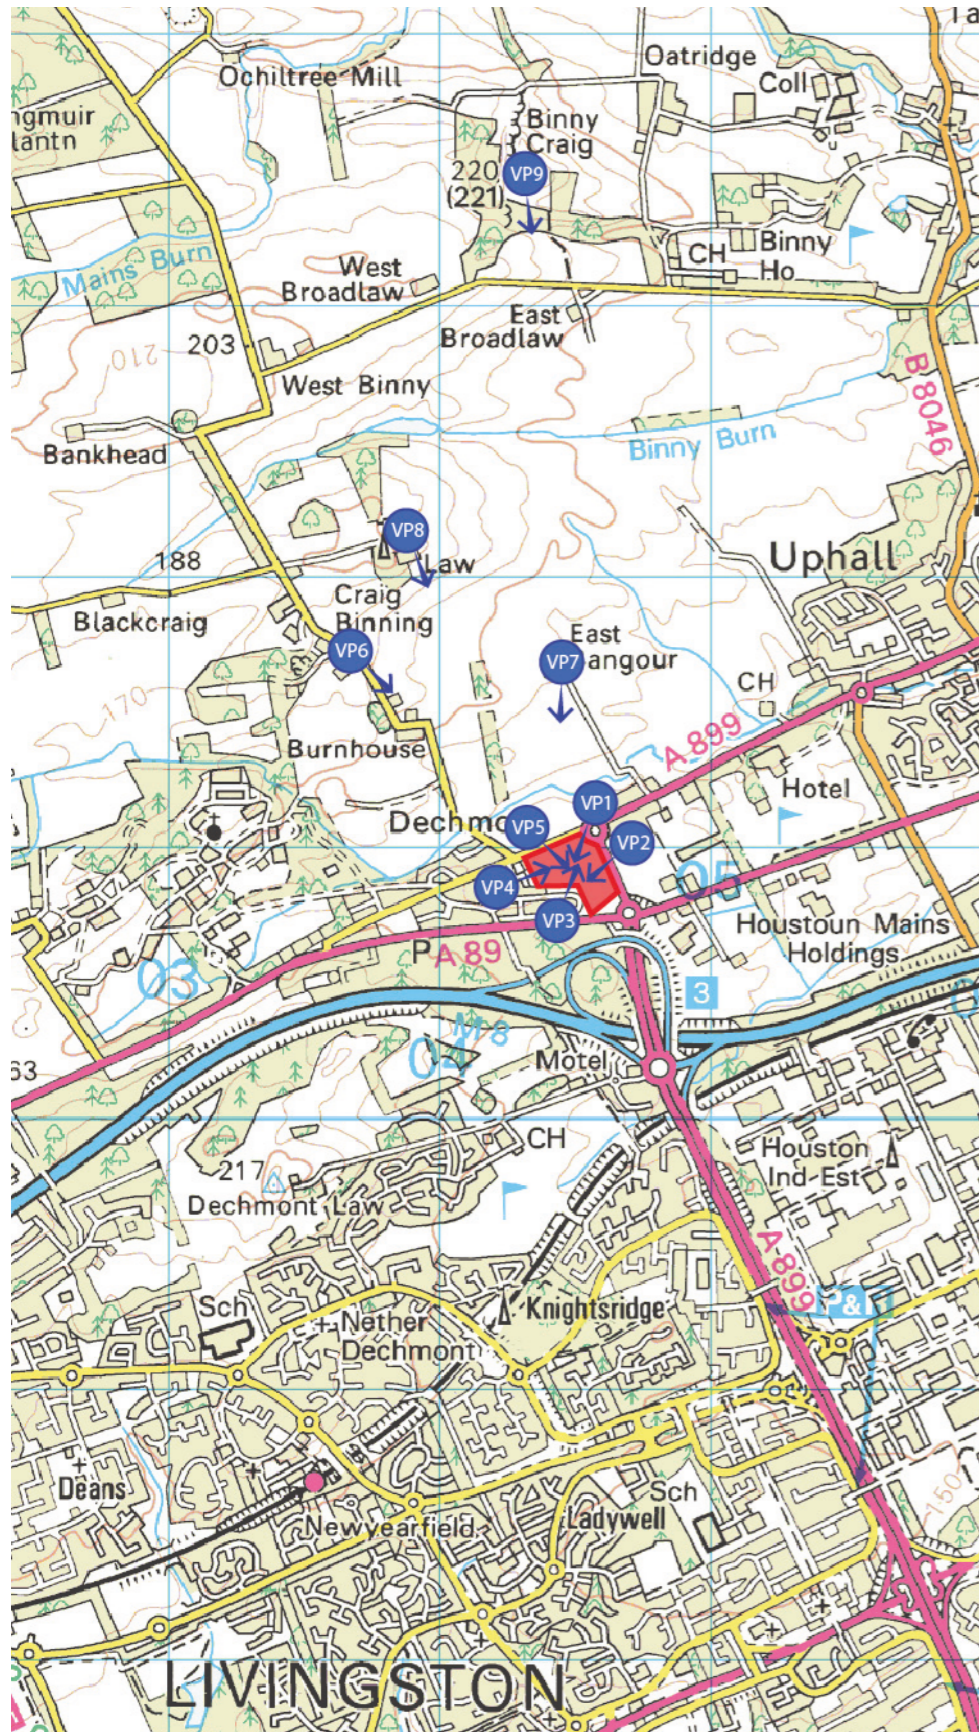 Ta
Oatridge
Ochiltree Mill
Coll
ngmuir
lantn
Binny
Craig
220
VP9
(221)
Binny
Ho
CH
Mains Burn
West
Broadlaw
East
Broadlaw
203
210
West Binny
B 8046
Binny Burn
Bankhead
VP8
Uphall
188
Law
Craig
Binning
Blackcraig
VP6
East
VP7
angour
CH
170
A 899
Burnhouse
Hotel
VP1
Dechmo
VP5
VP2
VP4
05
VP3
Houstoun Mains
Holdings
P
A 89
03
3
M 8
04
Motel
63
CH
Houston
Ind Est
217
Dechmont Law
A 899
P&R
Sch
Knightsridge
Nether
Dechmont
Deans
Sch
Ladywell
Newyearfield
150
LIVINGSTON